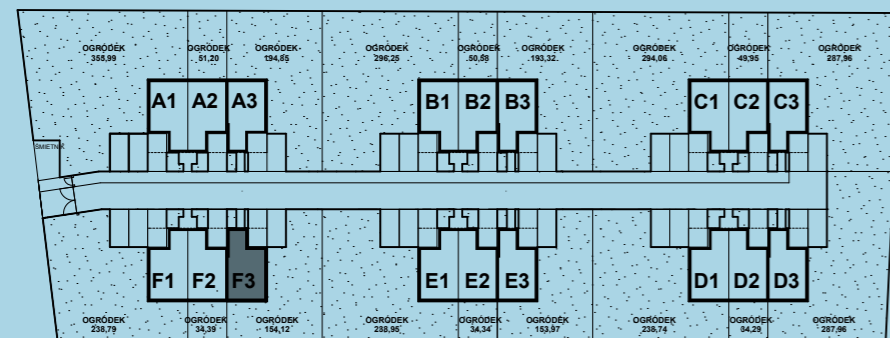 OGRÓDEK OGRÓDEK OGRÓDEK OGRÓDEK OGRÓDEK OGRÓDEK OGRÓDEK OGRÓDEK OGRÓDEK
355,99 51,20 194,85 296,25 50,58 193,32 294,06 49,95 287,96
A1 A2 A3 B1 B2 B3 C1 C2 C3
ŚMIETNIK
F1 F2 F3 E1 E2 E3 D1 D2 D3
OGRÓDEK OGRÓDEK OGRÓDEK OGRÓDEK OGRÓDEK OGRÓDEK OGRÓDEK OGRÓDEK OGRÓDEK
238,79 34,39 154,12 238,95 34,34 153,97 238,74 34,29 287,96